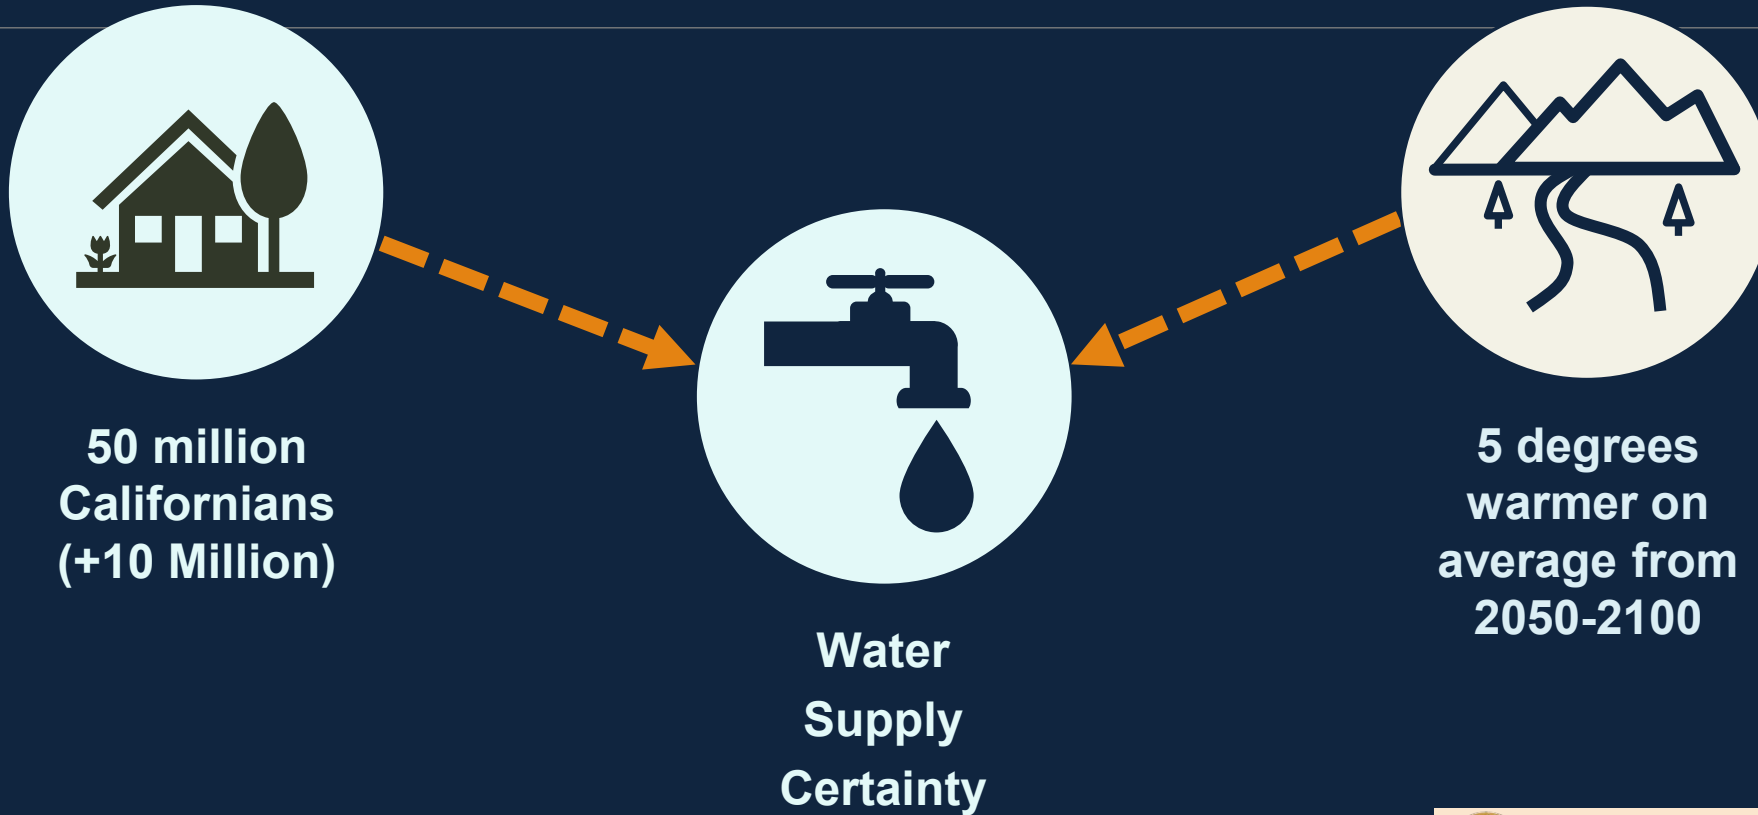 50 million
Californians
(+10 Million)
Water
Supply
Certainty
5 degrees
warmer on
average from
2050-2100